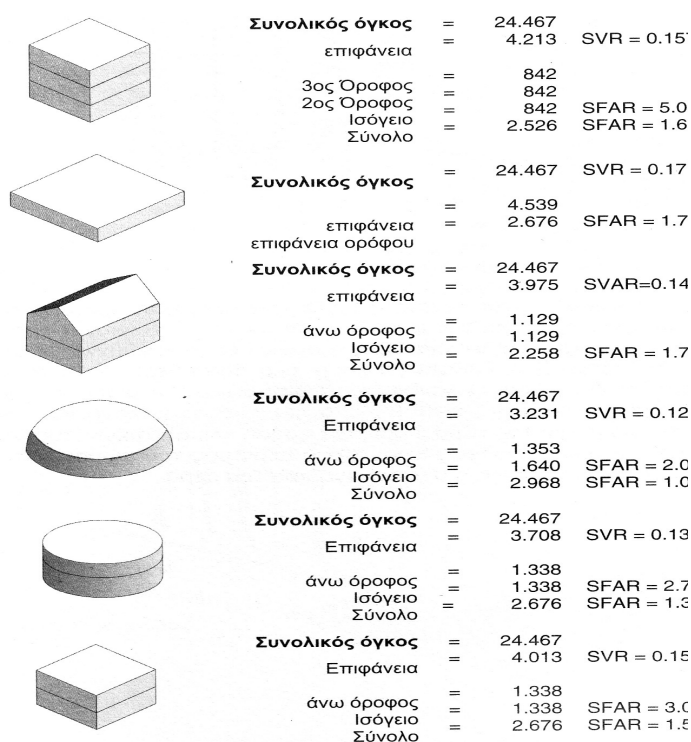 Συνολικός όγκος = 24.467
επιφάνεια = 4.213 SVR = 0.15
3ος Όροφος = 842
2ος Όροφος = 842
Ισόγειο = 842 SFAR = 5.0
Σύνολο = 2.526 SFAR = 1.6
Συνολικός όγκος = 24.467 SVR = 0.17
επιφάνεια = 4.539
επιφάνεια ορόφου = 2.676 SFAR = 1.7
Συνολικός όγκος = 24.467
επιφάνεια = 3.975 SVAR=0.14
άνω όροφος = 1.129
Ισόγειο = 1.129
Σύνολο = 2.258 SFAR = 1.7
Συνολικός όγκος = 24.467
Επιφάνεια = 3.231 SVR = 0.12
άνω όροφος = 1.353
Ισόγειο = 1.640 SFAR = 2.0
Σύνολο = 2.968 SFAR = 1.0
Συνολικός όγκος = 24.467
Επιφάνεια = 3.708 SVR = 0.13
άνω όροφος = 1.338
Ισόγειο = 1.338 SFAR = 2.7
Σύνολο = 2.676 SFAR = 1.3
Συνολικός όγκος = 24.467
Επιφάνεια = 4.013 SVR = 0.15
άνω όροφος = 1.338
Ισόγειο = 1.338 SFAR = 3.0
Σύνολο = 2.676 SFAR = 1.5